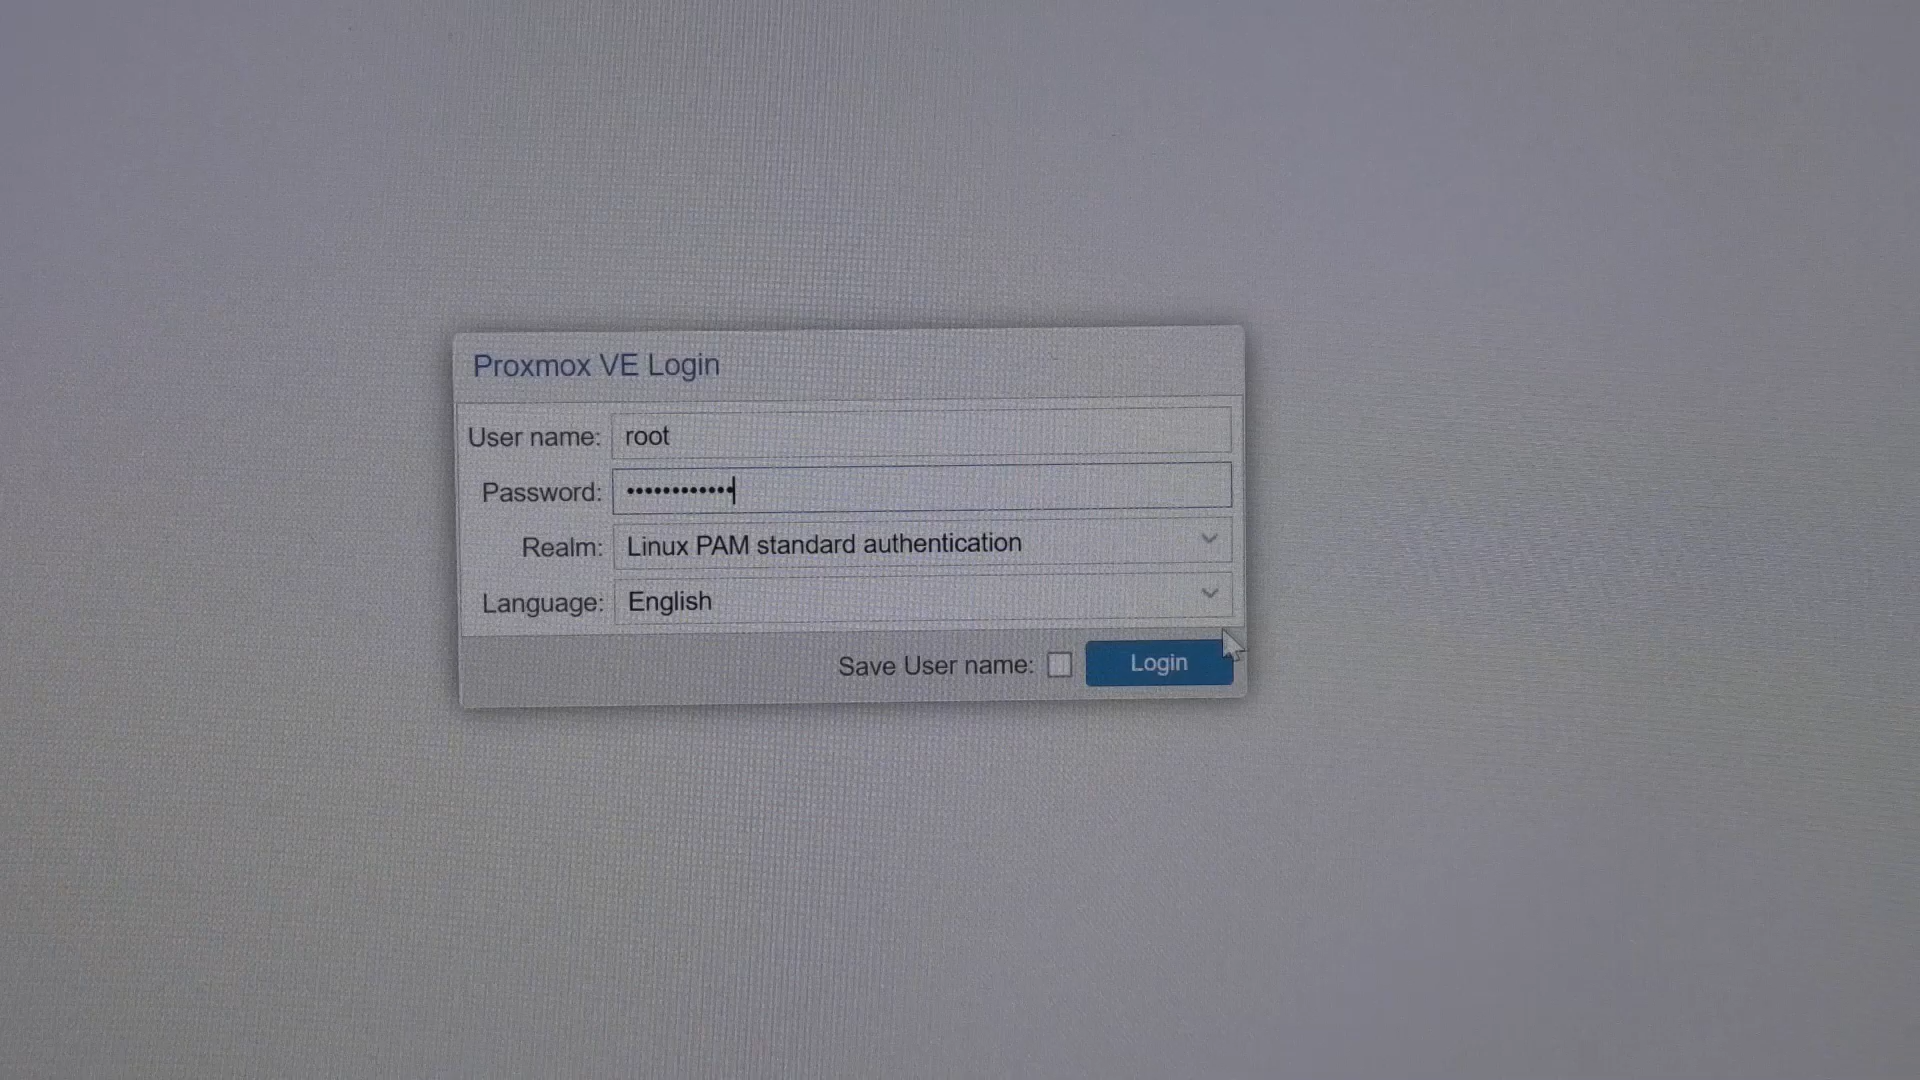 Proxmox VE Login
User name: root
Password: ••••••••••••
Realm: Linux PAM standard authentication
Language: English
Save User name: Login